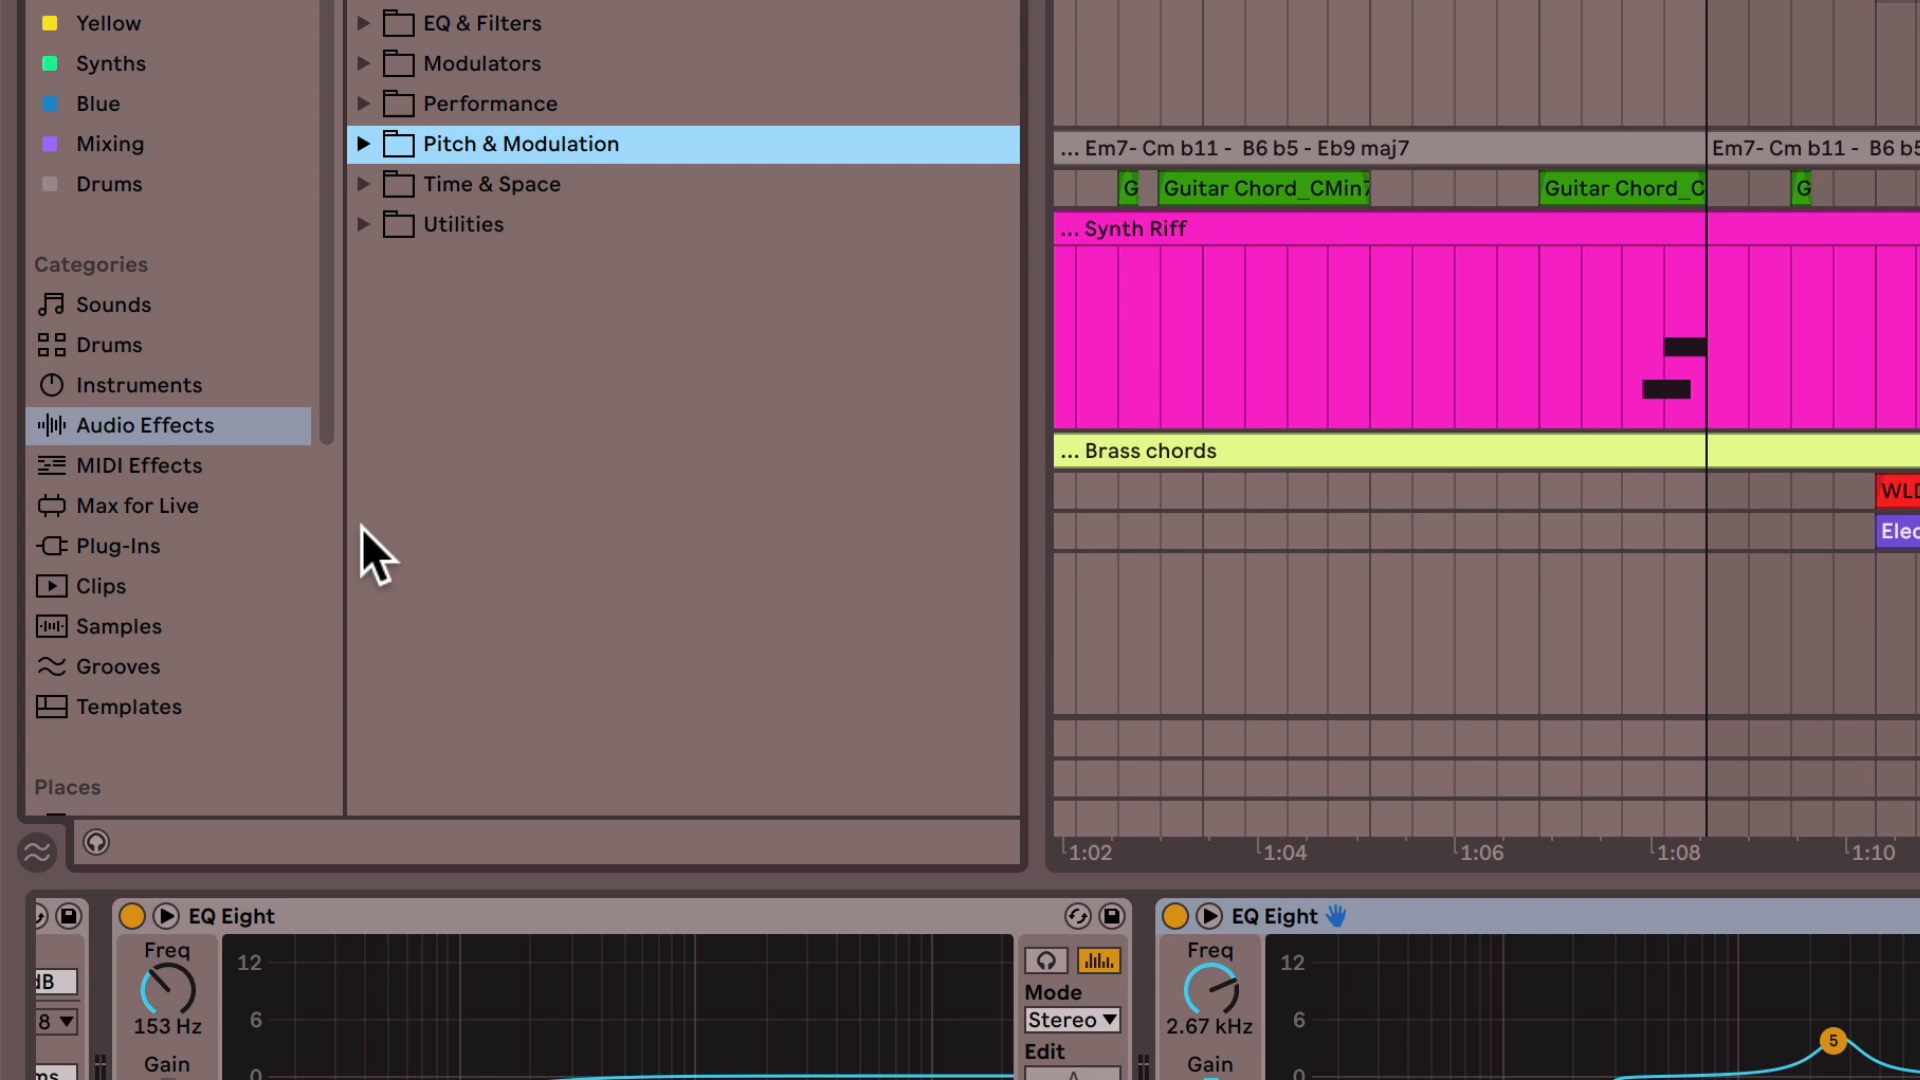 Yellow
Synths
Blue
Mixing
Drums
Categories
Sounds
Drums
Instruments
Audio Effects
MIDI Effects
Max for Live
Plug-Ins
Clips
Samples
Grooves
Templates
Places
EQ & Filters
Modulators
Performance
Pitch & Modulation
Time & Space
Utilities
... Em7- Cm b11 - B6 b5 - Eb9 maj7
Em7- Cm b11 - B6 b5
G
Guitar Chord_CMin7
Guitar Chord_C
G
... Synth Riff
... Brass chords
WLD
Elec
1:02
1:04
1:06
1:08
1:10
dB
8
ms
EQ Eight
Freq
153 Hz
Gain
12
6
0
Mode
Stereo
Edit
A
EQ Eight
Freq
2.67 kHz
Gain
12
6
0
5